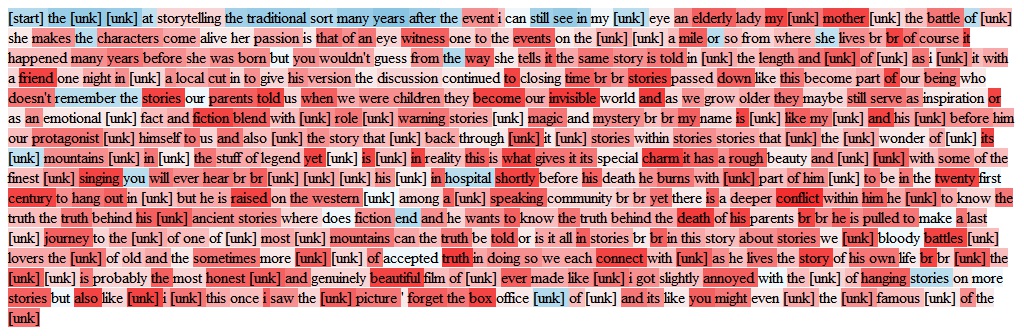 [start] the [unk] [unk] at storytelling the traditional sort many years after the event i can still see in my [unk] eye an elderly lady my [unk] mother [unk] the battle of [unk]
she makes the characters come alive her passion is that of an eye witness one to the events on the [unk] [unk] a mile or so from where she lives br br of course it
happened many years before she was born but you wouldn't guess from the way she tells it the same story is told in [unk] the length and [unk] of [unk] as i [unk] it with
a friend one night in [unk] a local cut in to give his version the discussion continued to closing time br br stories passed down like this become part of our being who
doesn't remember the stories our parents told us when we were children they become our invisible world and as we grow older they maybe still serve as inspiration or
as an emotional [unk] fact and fiction blend with [unk] role [unk] warning stories [unk] magic and mystery br br my name is [unk] like my [unk] and his [unk] before him
our protagonist [unk] himself to us and also [unk] the story that [unk] back through [unk] it [unk] stories within stories stories that [unk] the [unk] wonder of [unk] its
[unk] mountains [unk] in [unk] the stuff of legend yet [unk] is [unk] in reality this is what gives it its special charm it has a rough beauty and [unk] [unk] with some of the
finest [unk] singing you will ever hear br br [unk] [unk] [unk] his [unk] in hospital shortly before his death he burns with [unk] part of him [unk] to be in the twenty first
century to hang out in [unk] but he is raised on the western [unk] among a [unk] speaking community br br yet there is a deeper conflict within him he [unk] to know the
truth the truth behind his [unk] ancient stories where does fiction end and he wants to know the truth behind the death of his parents br br he is pulled to make a last
[unk] journey to the [unk] of one of [unk] most [unk] mountains can the truth be told or is it all in stories br br in this story about stories we [unk] bloody battles [unk]
lovers the [unk] of old and the sometimes more [unk] [unk] of accepted truth in doing so we each connect with [unk] as he lives the story of his own life br br [unk] the
[unk] [unk] is probably the most honest [unk] and genuinely beautiful film of [unk] ever made like [unk] i got slightly annoyed with the [unk] of hanging stories on more
stories but also like [unk] i [unk] this once i saw the [unk] picture ' forget the box office [unk] of [unk] and its like you might even [unk] the [unk] famous [unk] of the
[unk]